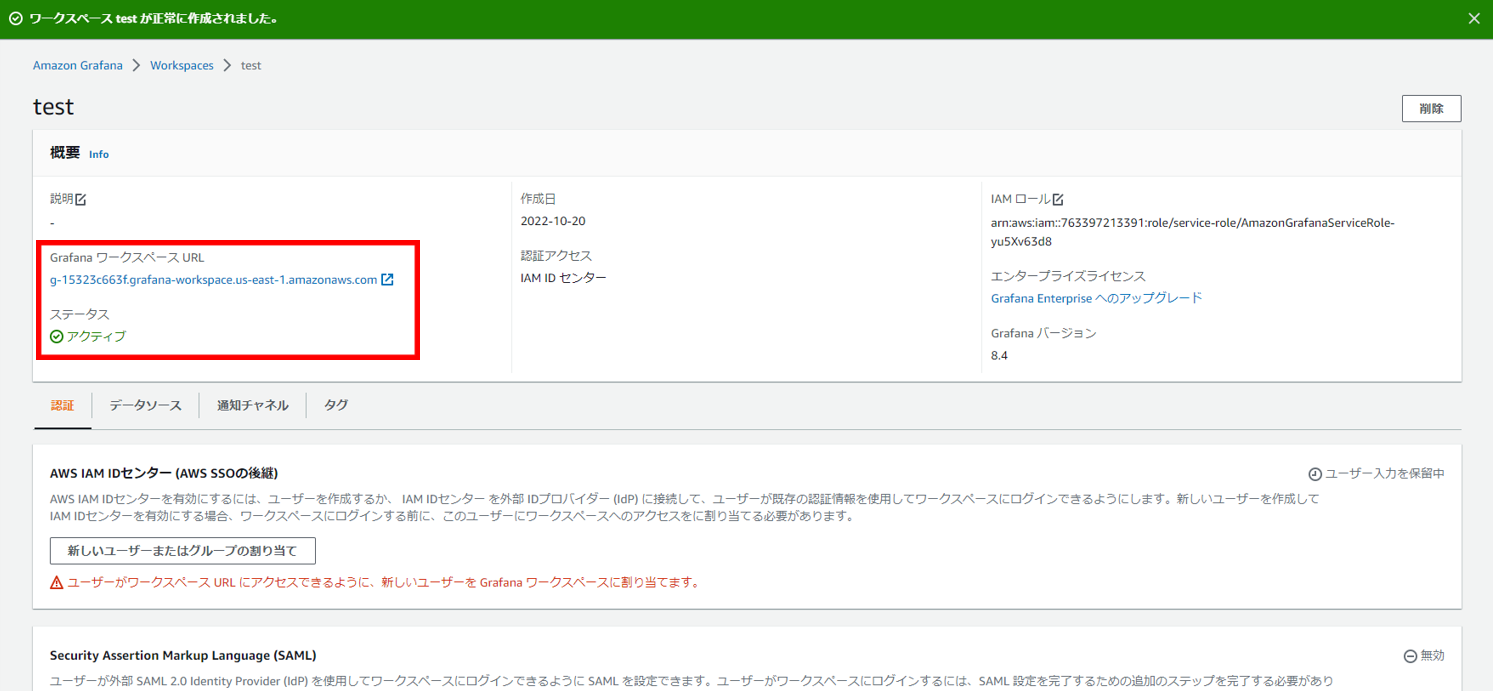 ワークスペース test が正常に作成されました。
Amazon Grafana > Workspaces > test
test
削除
概要 Info
説明
-
Grafana ワークスペース URL
g-15323c663f.grafana-workspace.us-east-1.amazonaws.com
ステータス
アクティブ
作成日
2022-10-20
認証アクセス
IAM ID センター
IAM ロール
arn:aws:iam::763397213391:role/service-role/AmazonGrafanaServiceRole-
yu5Xv63d8
エンタープライズライセンス
Grafana Enterprise へのアップグレード
Grafana バージョン
8.4
認証 データソース 通知チャネル タグ
AWS IAM IDセンター (AWS SSOの後継)
ユーザー入力を保留中
AWS IAM IDセンターを有効にするには、ユーザーを作成するか、 IAM IDセンター を外部 IDプロバイダー (IdP) に接続して、ユーザーが既存の認証情報を使用してワークスペースにログインできるようにします。新しいユーザーを作成して
IAM IDセンターを有効にする場合、ワークスペースにログインする前に、このユーザーにワークスペースへのアクセスをに割り当てる必要があります。
新しいユーザーまたはグループの割り当て
ユーザーがワークスペース URL にアクセスできるように、新しいユーザーを Grafana ワークスペースに割り当てます。
Security Assertion Markup Language (SAML)
無効
ユーザーが外部 SAML 2.0 Identity Provider (IdP) を使用してワークスペースにログインできるように SAML を設定できます。ユーザーがワークスペースにログインするには、SAML 設定を完了するための追加のステップを完了する必要があり